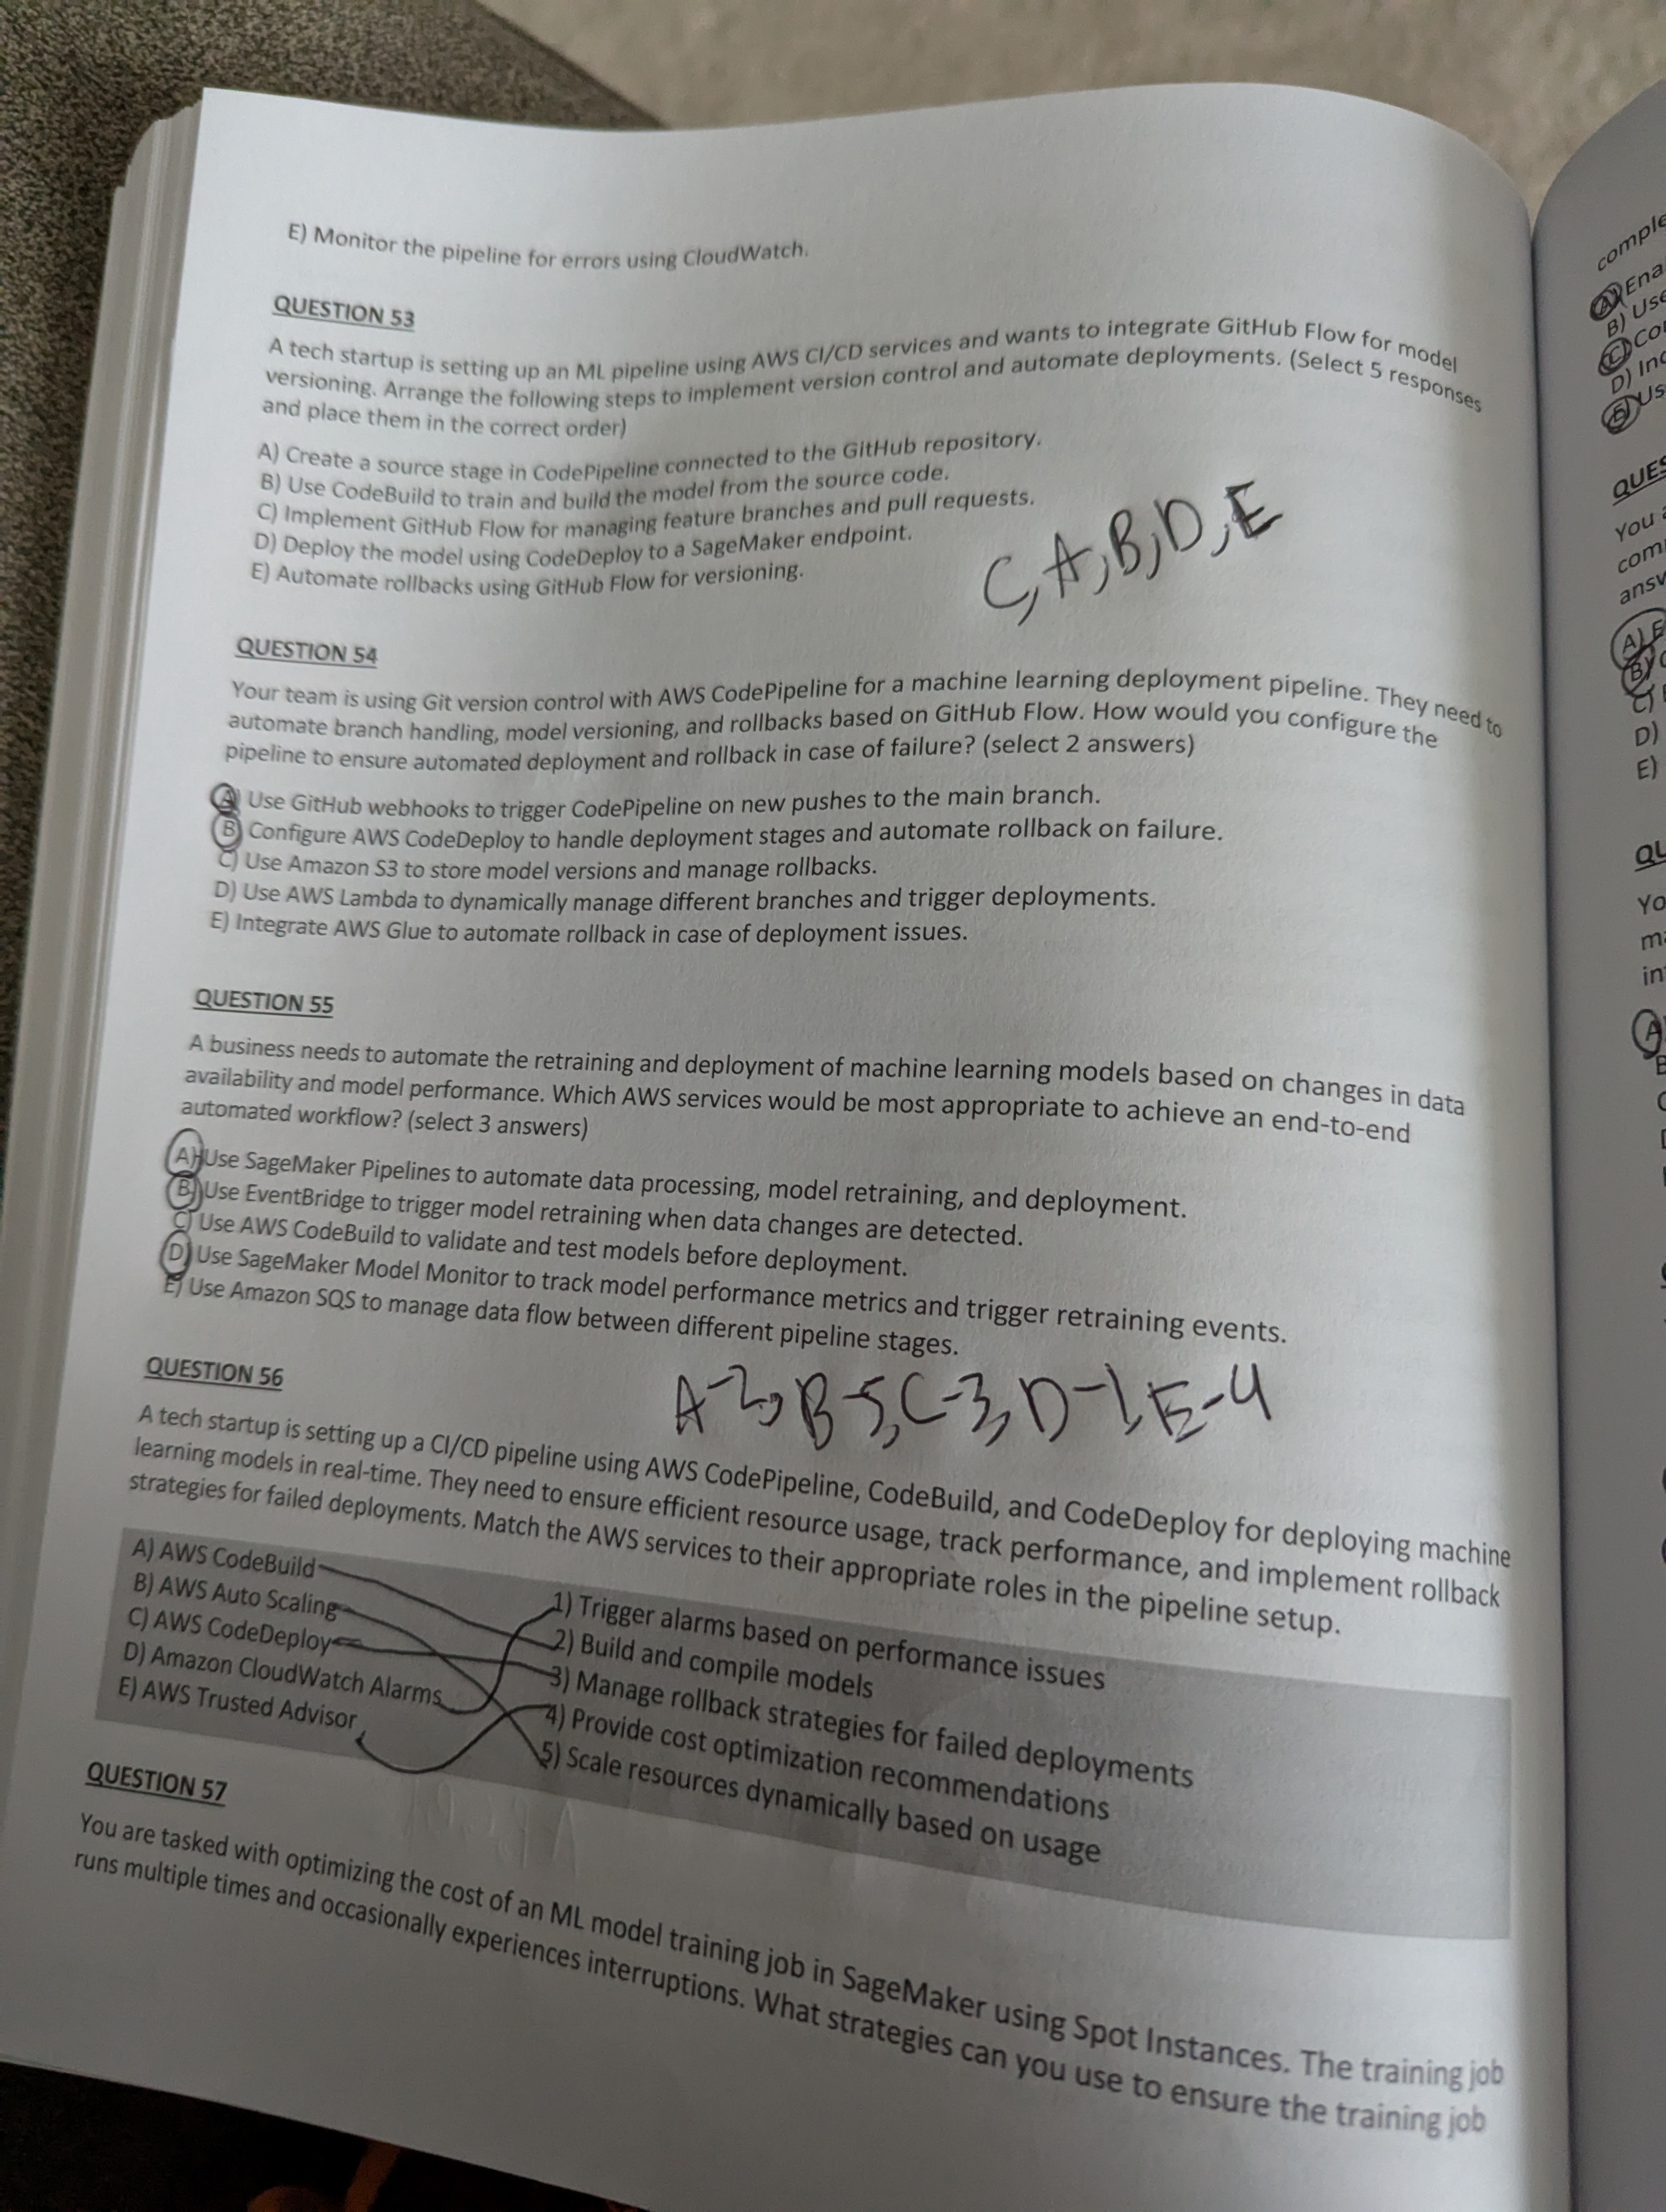 E) Monitor the pipeline for errors using CloudWatch.
QUESTION 53
A tech startup is setting up an ML pipeline using AWS CI/CD services and wants to integrate GitHub Flow for model
versioning. Arrange the following steps to implement version control and automate deployments. (Select 5 responses
and place them in the correct order)
A) Create a source stage in CodePipeline connected to the GitHub repository.
B) Use CodeBuild to train and build the model from the source code.
C) Implement GitHub Flow for managing feature branches and pull requests.
D) Deploy the model using CodeDeploy to a SageMaker endpoint.
E) Automate rollbacks using GitHub Flow for versioning.
C, A, B, D, E
QUESTION 54
Your team is using Git version control with AWS CodePipeline for a machine learning deployment pipeline. They need to
automate branch handling, model versioning, and rollbacks based on GitHub Flow. How would you configure the
pipeline to ensure automated deployment and rollback in case of failure? (select 2 answers)
A) Use GitHub webhooks to trigger CodePipeline on new pushes to the main branch.
B) Configure AWS CodeDeploy to handle deployment stages and automate rollback on failure.
C) Use Amazon S3 to store model versions and manage rollbacks.
D) Use AWS Lambda to dynamically manage different branches and trigger deployments.
E) Integrate AWS Glue to automate rollback in case of deployment issues.
QUESTION 55
A business needs to automate the retraining and deployment of machine learning models based on changes in data
availability and model performance. Which AWS services would be most appropriate to achieve an end-to-end
automated workflow? (select 3 answers)
A) Use SageMaker Pipelines to automate data processing, model retraining, and deployment.
B) Use EventBridge to trigger model retraining when data changes are detected.
C) Use AWS CodeBuild to validate and test models before deployment.
D) Use SageMaker Model Monitor to track model performance metrics and trigger retraining events.
E) Use Amazon SQS to manage data flow between different pipeline stages.
A-2, B-5, C-3, D-1, E-4
QUESTION 56
A tech startup is setting up a CI/CD pipeline using AWS CodePipeline, CodeBuild, and CodeDeploy for deploying machine
learning models in real-time. They need to ensure efficient resource usage, track performance, and implement rollback
strategies for failed deployments. Match the AWS services to their appropriate roles in the pipeline setup.
A) AWS CodeBuild
B) AWS Auto Scaling
C) AWS CodeDeploy
D) Amazon CloudWatch Alarms
E) AWS Trusted Advisor
1) Trigger alarms based on performance issues
2) Build and compile models
3) Manage rollback strategies for failed deployments
4) Provide cost optimization recommendations
5) Scale resources dynamically based on usage
QUESTION 57
You are tasked with optimizing the cost of an ML model training job in SageMaker using Spot Instances. The training job
runs multiple times and occasionally experiences interruptions. What strategies can you use to ensure the training job
comple
A) Ena
B) Use
C) Co
D) Inc
E) Us
QUES
You a
com
answ
A) E
B)
C)
D)
E)
QU
Yo
ma
in
A